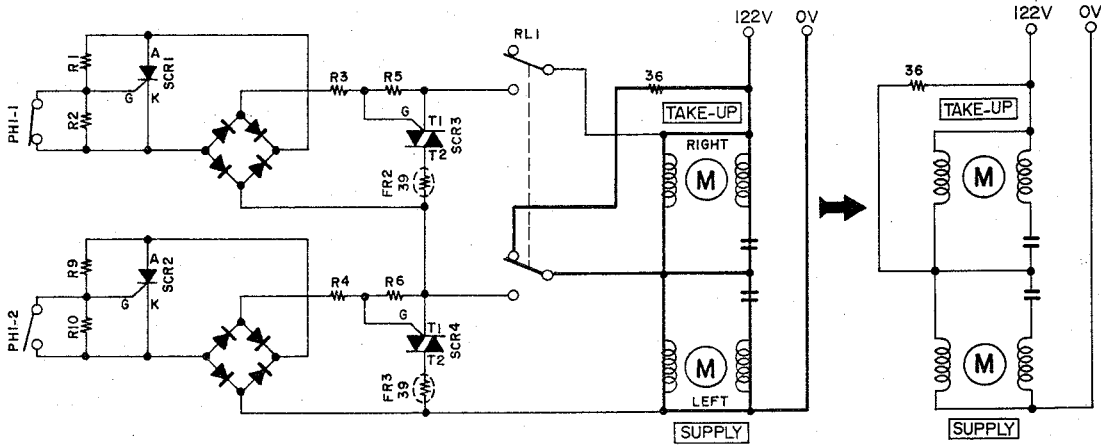 RL1
122V
0V
122V
0V
R1
A
SCR1
G
K
R2
PH1-1
R3
R5
G
T1
T2
SCR3
FR2
39
36
TAKE-UP
RIGHT
M
36
TAKE-UP
M
R9
A
SCR2
G
K
R10
PH1-2
R4
R6
G
T1
T2
SCR4
FR3
39
M
LEFT
SUPPLY
M
SUPPLY